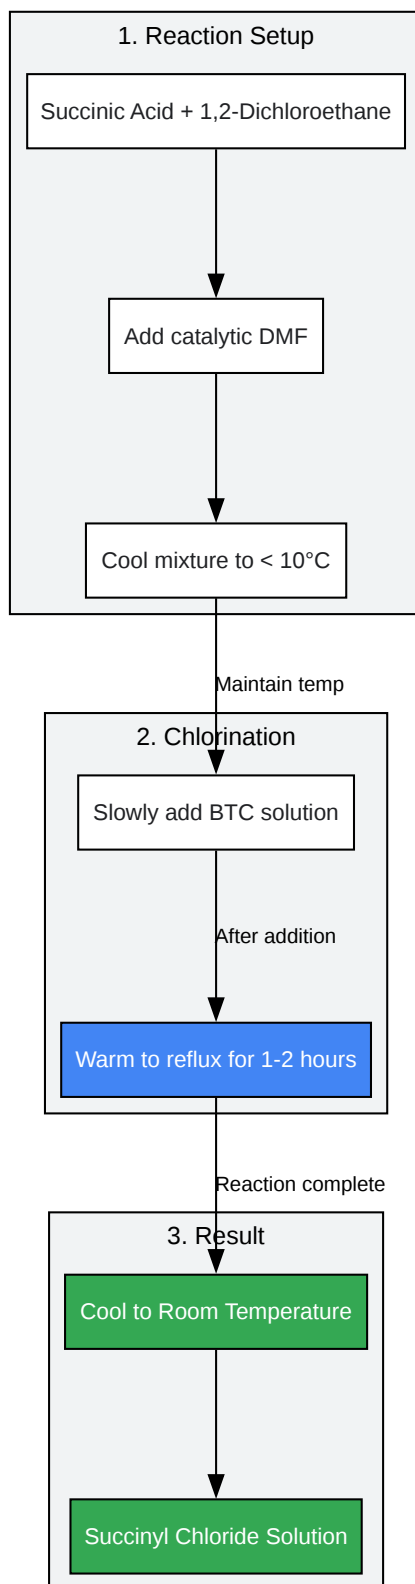 1. Reaction Setup
Succinic Acid + 1,2-Dichloroethane
Add catalytic DMF
Cool mixture to < 10°C
Maintain temp
2. Chlorination
Slowly add BTC solution
After addition
Warm to reflux for 1-2 hours
Reaction complete
3. Result
Cool to Room Temperature
Succinyl Chloride Solution